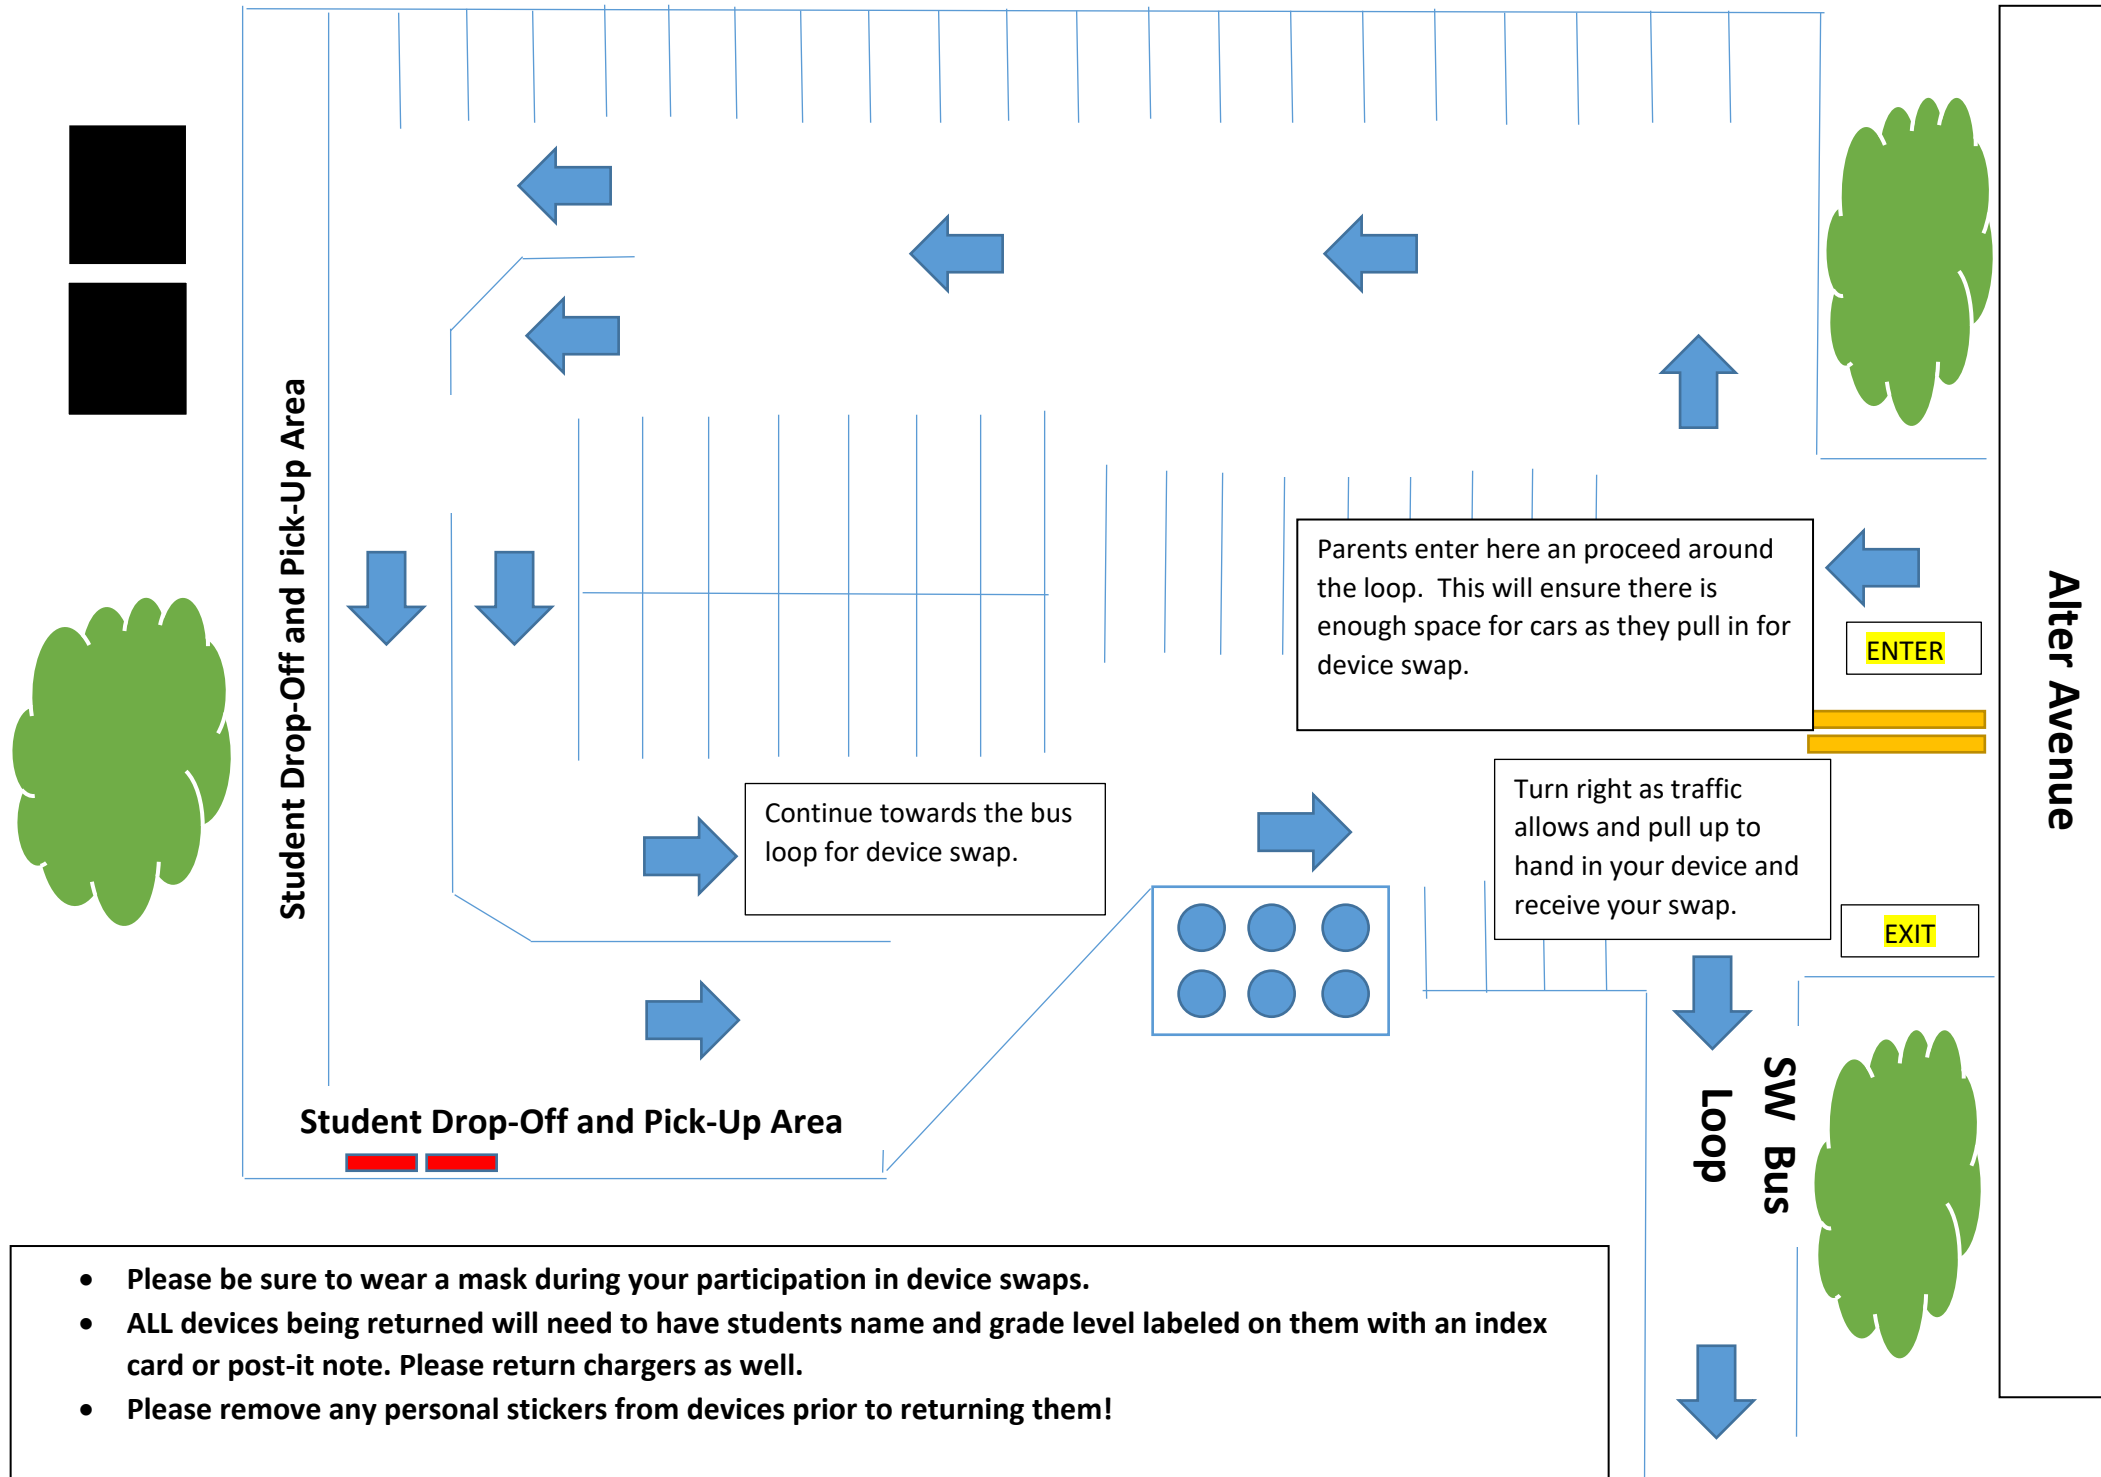 Student Drop-Off and Pick-Up Area
Parents enter here an proceed around
the loop.  This will ensure there is
enough space for cars as they pull in for
device swap.
ENTER
Alter Avenue
Continue towards the bus
loop for device swap.
Turn right as traffic
allows and pull up to
hand in your device and
receive your swap.
EXIT
SW Bus
Loop
Student Drop-Off and Pick-Up Area
• Please be sure to wear a mask during your participation in device swaps.
• ALL devices being returned will need to have students name and grade level labeled on them with an index
card or post-it note. Please return chargers as well.
• Please remove any personal stickers from devices prior to returning them!